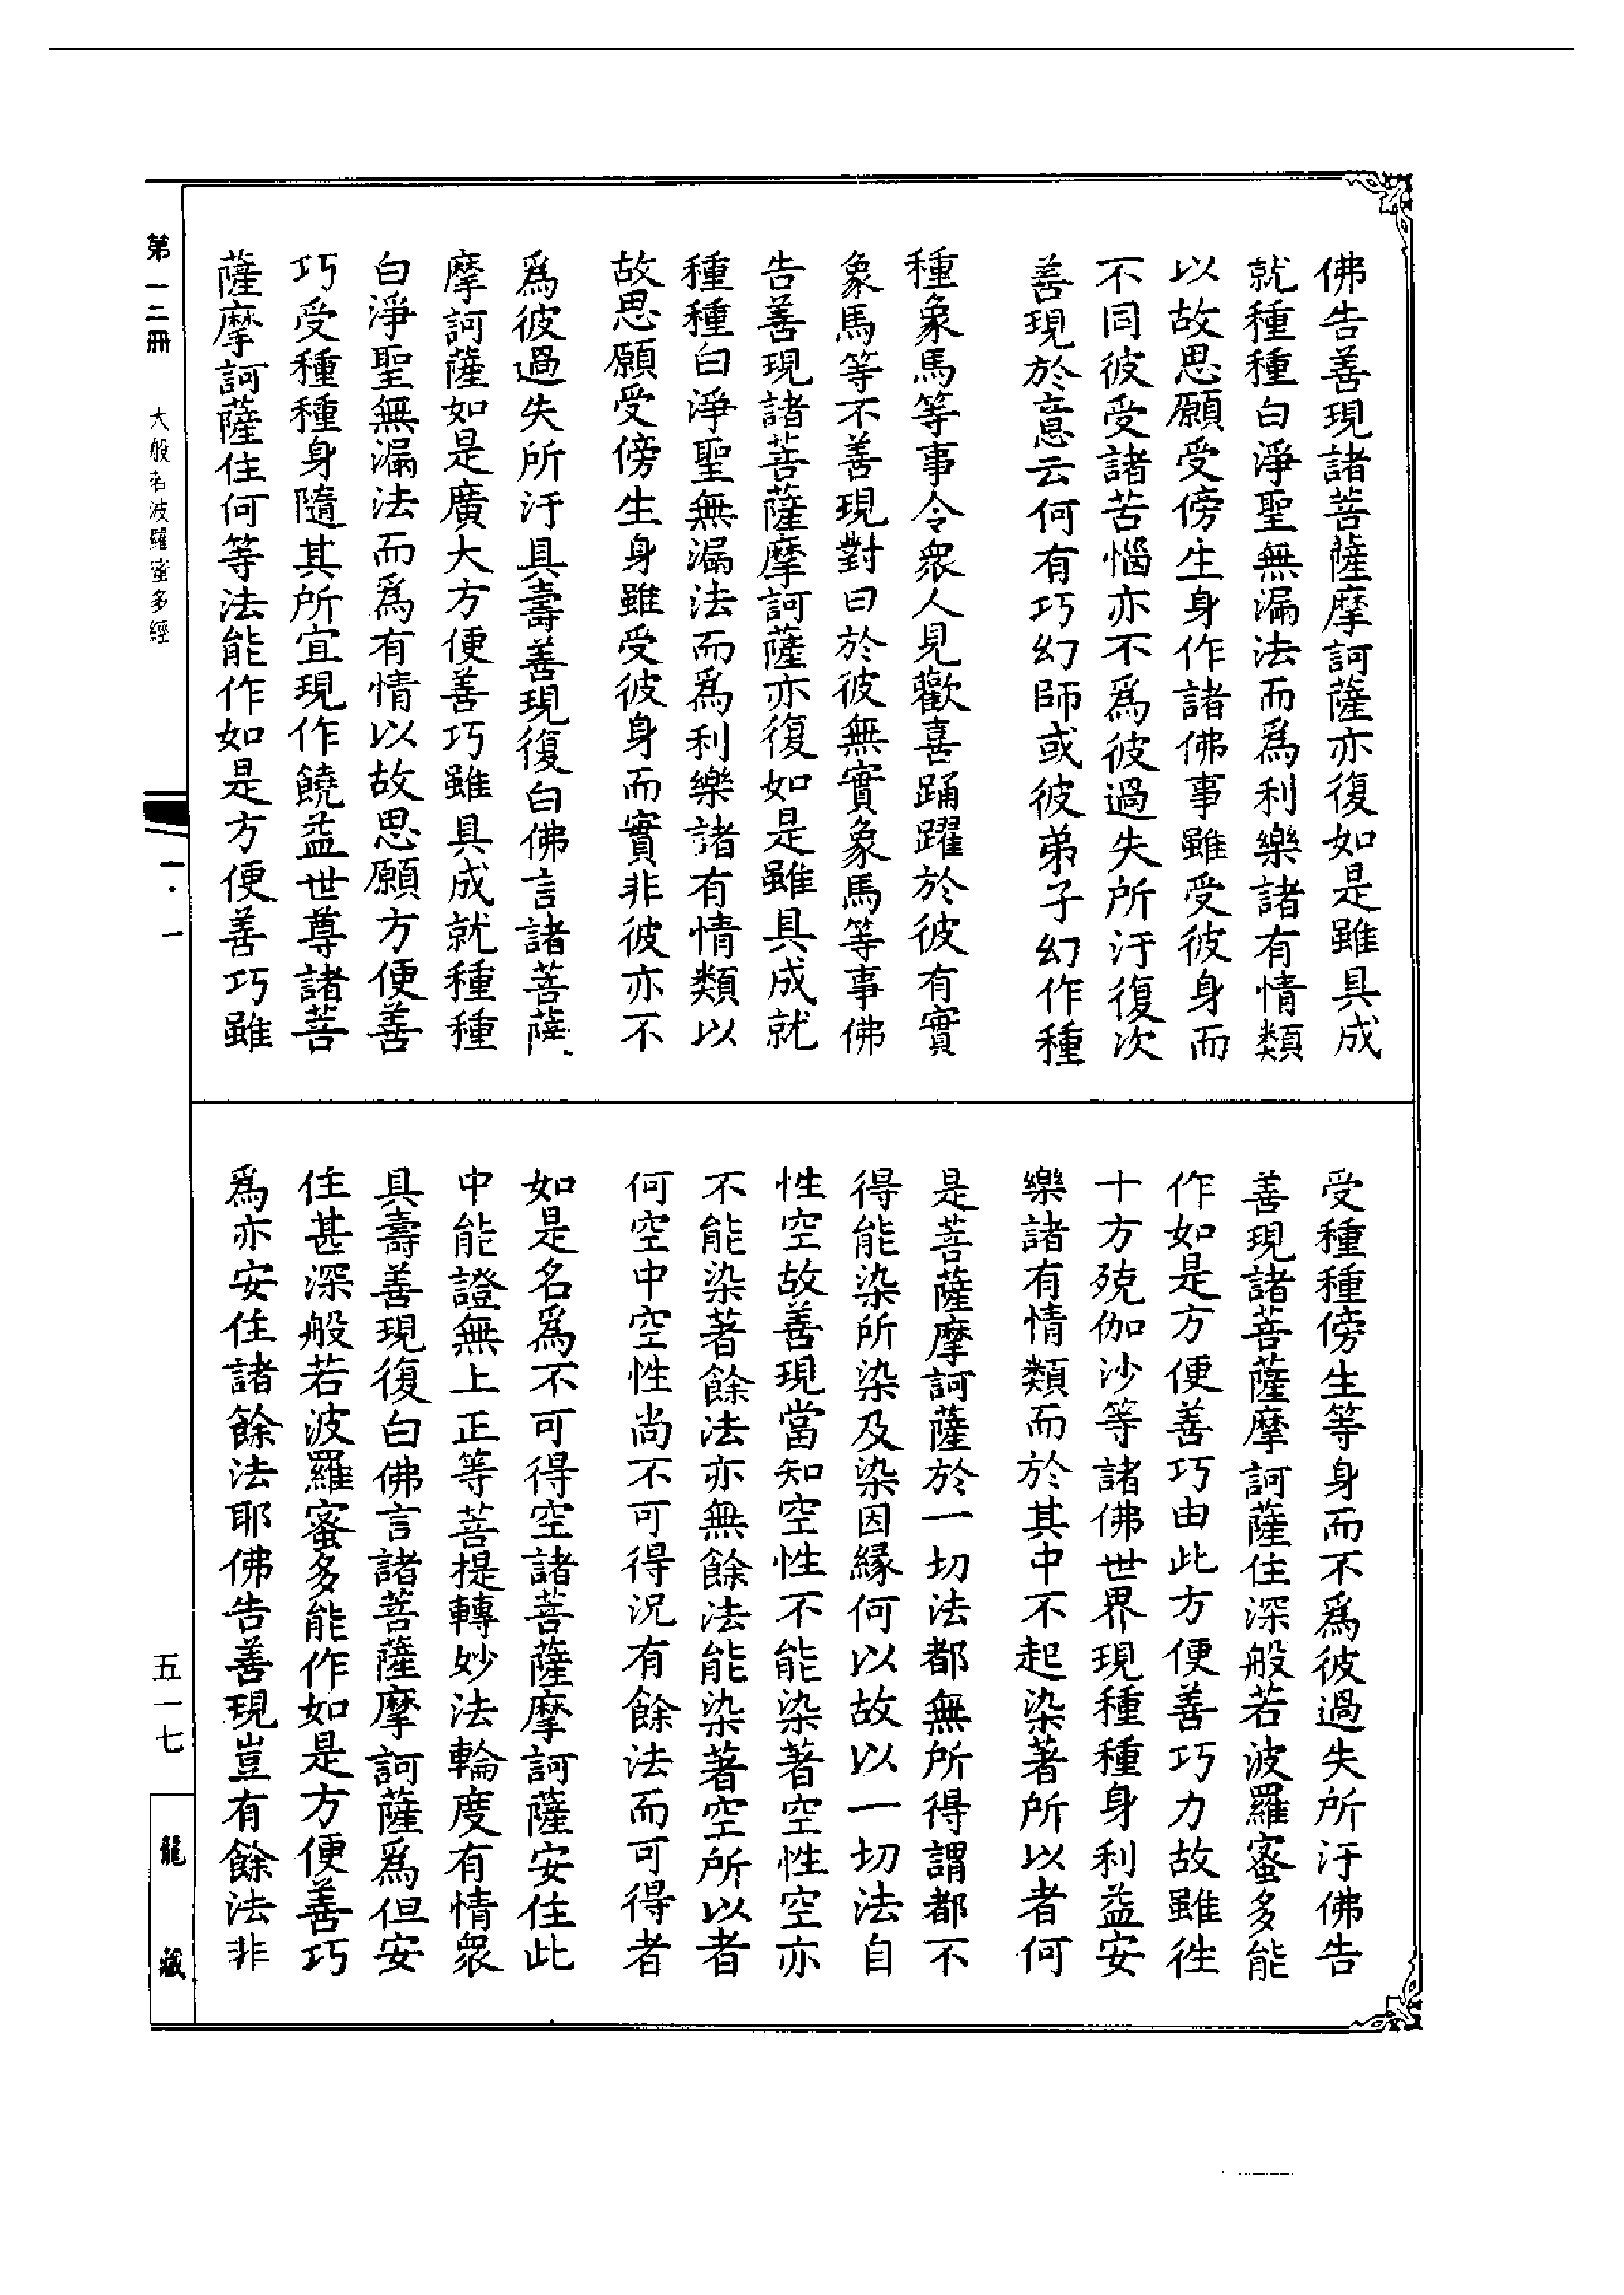 佛告善現諸菩薩摩訶薩亦復如是雖具成
就種種白淨聖無漏法而爲利樂諸有情類
以故思願受傍生身作諸佛事雖受彼身而
不同彼受諸苦惱亦不爲彼過失所汙復次
善現於意云何有巧幻師或彼弟子幻作種
種象馬等事令衆人見歡喜踊躍於彼有實
象馬等不善現對曰於彼無實象馬等事佛
告善現諸菩薩摩訶薩亦復如是雖具成就
種種白淨聖無漏法而爲利樂諸有情類以
故思願受傍生身雖受彼身而實非彼亦不
爲彼過失所汙具壽善現復白佛言諸菩薩
摩訶薩如是廣大方便善巧雖具成就種種
白淨聖無漏法而爲有情以故思願方便善
巧受種種身隨其所宜現作饒益世尊諸菩
薩摩訶薩住何等法能作如是方便善巧雖
受種種傍生等身而不爲彼過失所汙佛告
善現諸菩薩摩訶薩住深般若波羅蜜多能
作如是方便善巧由此方便善巧力故雖往
十方殑伽沙等諸佛世界現種種身利益安
樂諸有情類而於其中不起染著所以者何
是菩薩摩訶薩於一切法都無所得謂都不
得能染所染及染因緣何以故以一切法自
性空故善現當知空性不能染著空性空亦
不能染著餘法亦無餘法能染著空所以者
何空中空性尚不可得況有餘法而可得者
如是名爲不可得空諸菩薩摩訶薩安住此
中能證無上正等菩提轉妙法輪度有情衆
具壽善現復白佛言諸菩薩摩訶薩爲但安
住甚深般若波羅蜜多能作如是方便善巧
爲亦安住諸餘法耶佛告善現豈有餘法非
第一二冊 大般若波羅蜜多經
一·一
五一七
龍藏